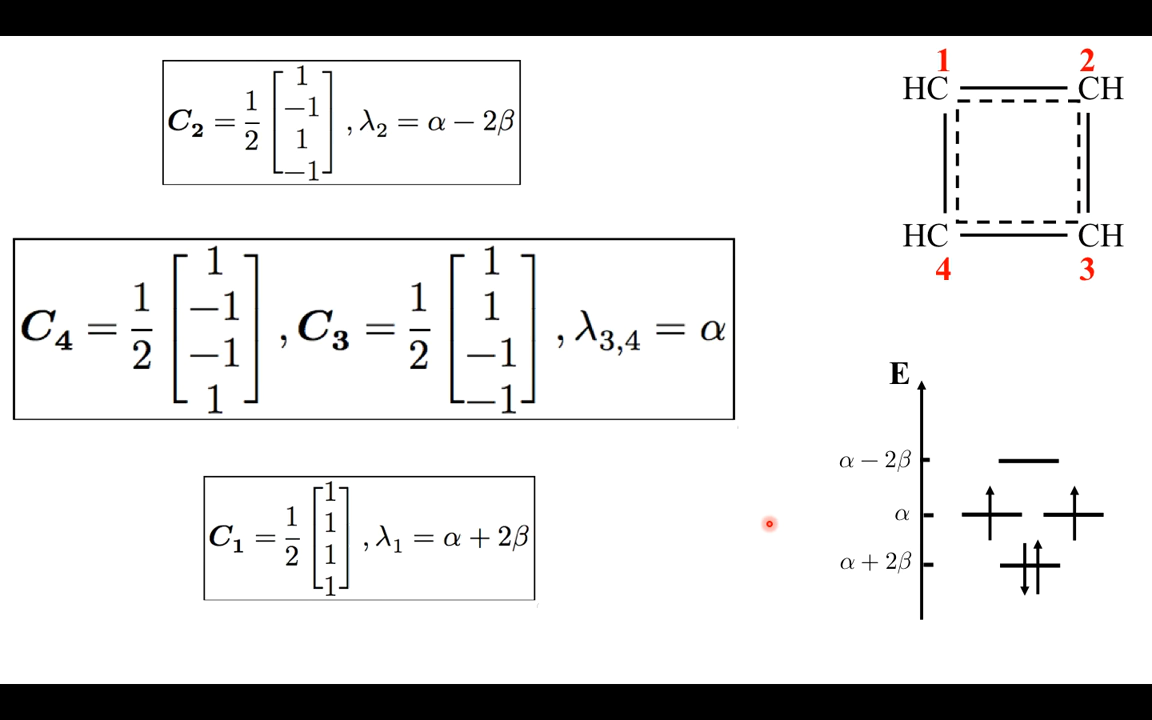 C₂ = 1/2 [1 −1 1 −1], λ₂ = α − 2β
C₄ = 1/2 [1 −1 −1 1], C₃ = 1/2 [1 1 −1 −1], λ₃,₄ = α
C₁ = 1/2 [1 1 1 1], λ₁ = α + 2β
1 2
HC CH
HC CH
4 3
E
α − 2β
α
α + 2β